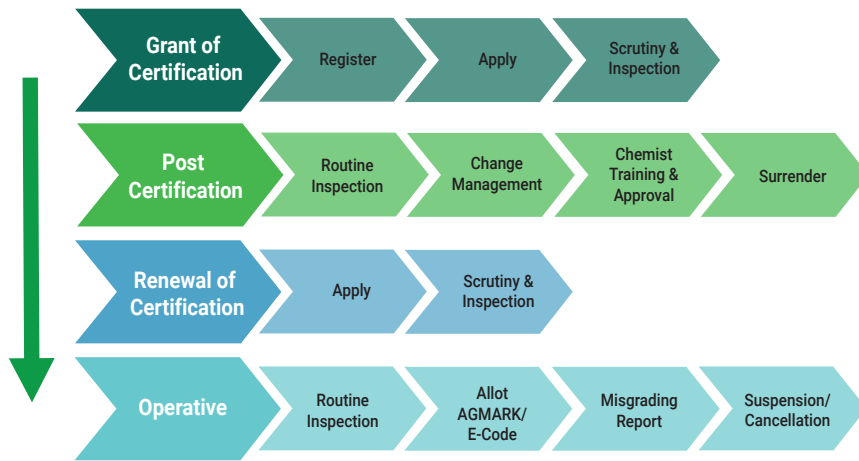 Grant of
Certification
Register
Apply
Scrutiny &
Inspection
Post
Certification
Routine
Inspection
Change
Management
Chemist
Training &
Approval
Surrender
Renewal of
Certification
Apply
Scrutiny &
Inspection
Operative
Routine
Inspection
Allot
AGMARK/
E-Code
Misgrading
Report
Suspension/
Cancellation